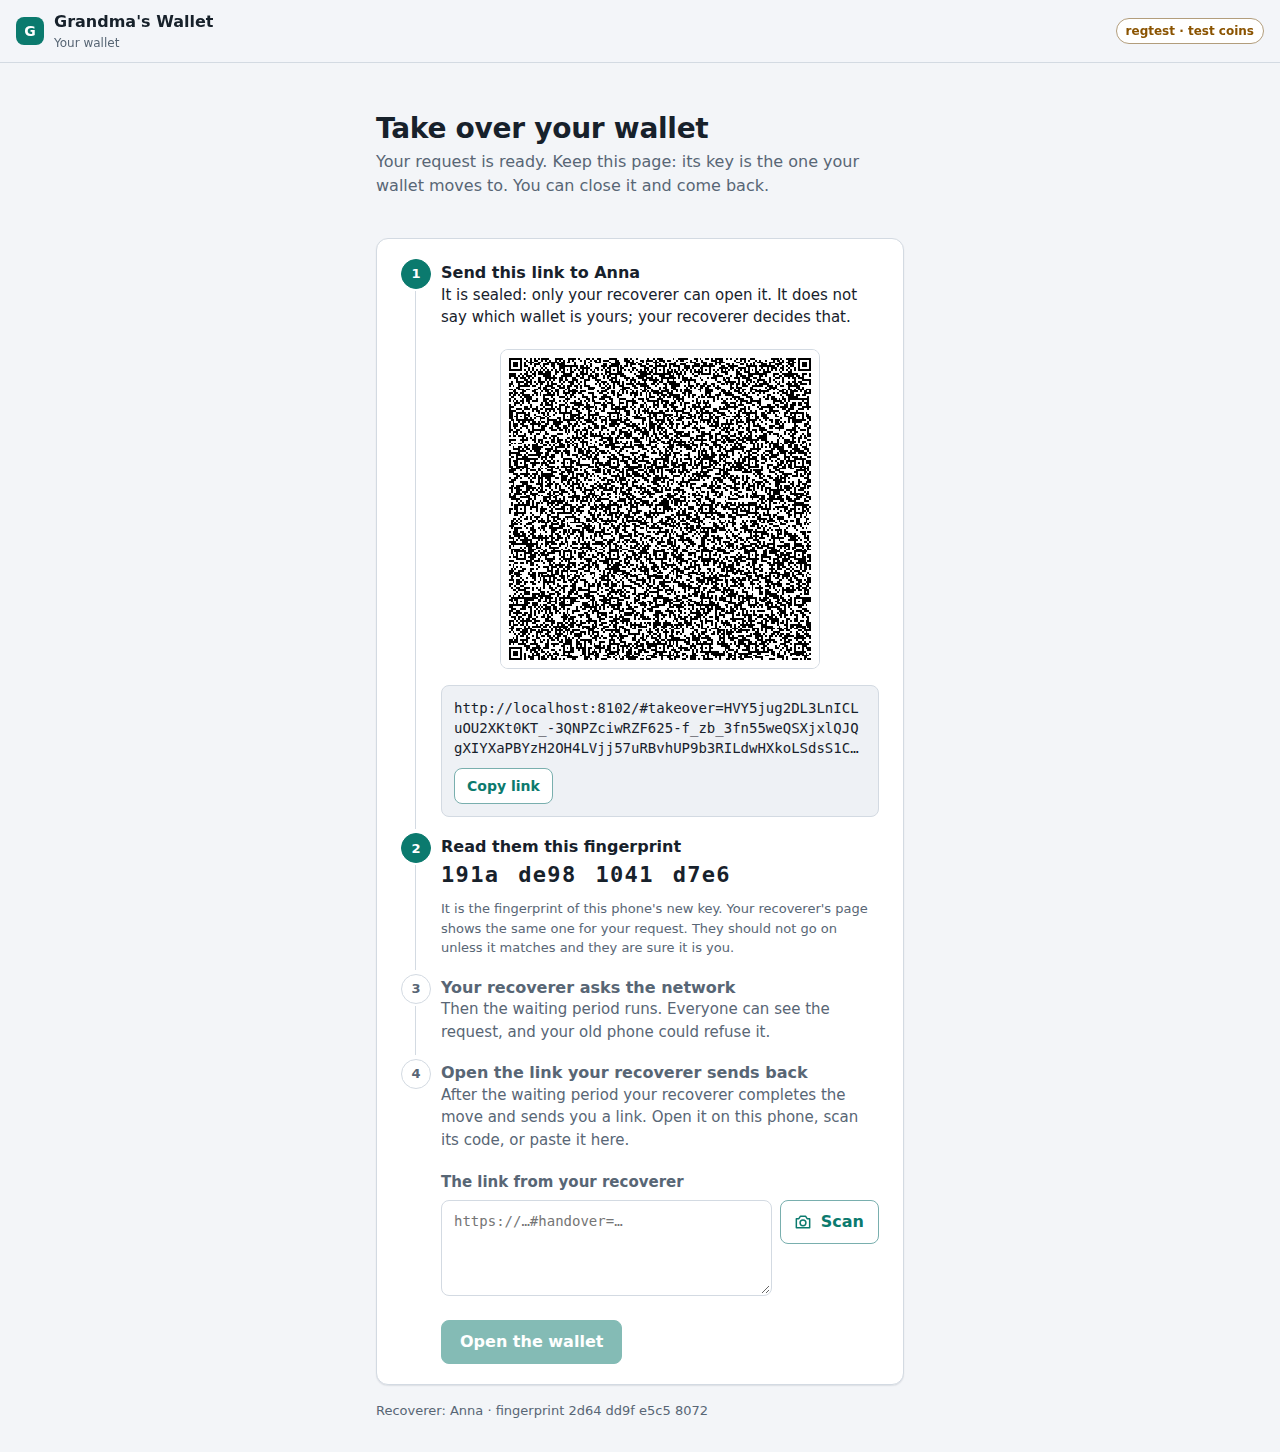 G
Grandma's Wallet
Your wallet
regtest · test coins
Take over your wallet
Your request is ready. Keep this page: its key is the one your
wallet moves to. You can close it and come back.
1
Send this link to Anna
It is sealed: only your recoverer can open it. It does not
say which wallet is yours; your recoverer decides that.
http://localhost:8102/#takeover=HVY5jug2DL3LnICL
uOU2XKt0KT_-3QNPZciwRZF625-f_zb_3fn55weQSXjxlQJQ
gXIYXaPBYzH2OH4LVjj57uRBvhUP9b3RILdwHXkoLSdsS1C…
Copy link
2
Read them this fingerprint
191a de98 1041 d7e6
It is the fingerprint of this phone's new key. Your recoverer's page
shows the same one for your request. They should not go on
unless it matches and they are sure it is you.
3
Your recoverer asks the network
Then the waiting period runs. Everyone can see the
request, and your old phone could refuse it.
4
Open the link your recoverer sends back
After the waiting period your recoverer completes the
move and sends you a link. Open it on this phone, scan
its code, or paste it here.
The link from your recoverer
https://…#handover=…
Scan
Open the wallet
Recoverer: Anna · fingerprint 2d64 dd9f e5c5 8072